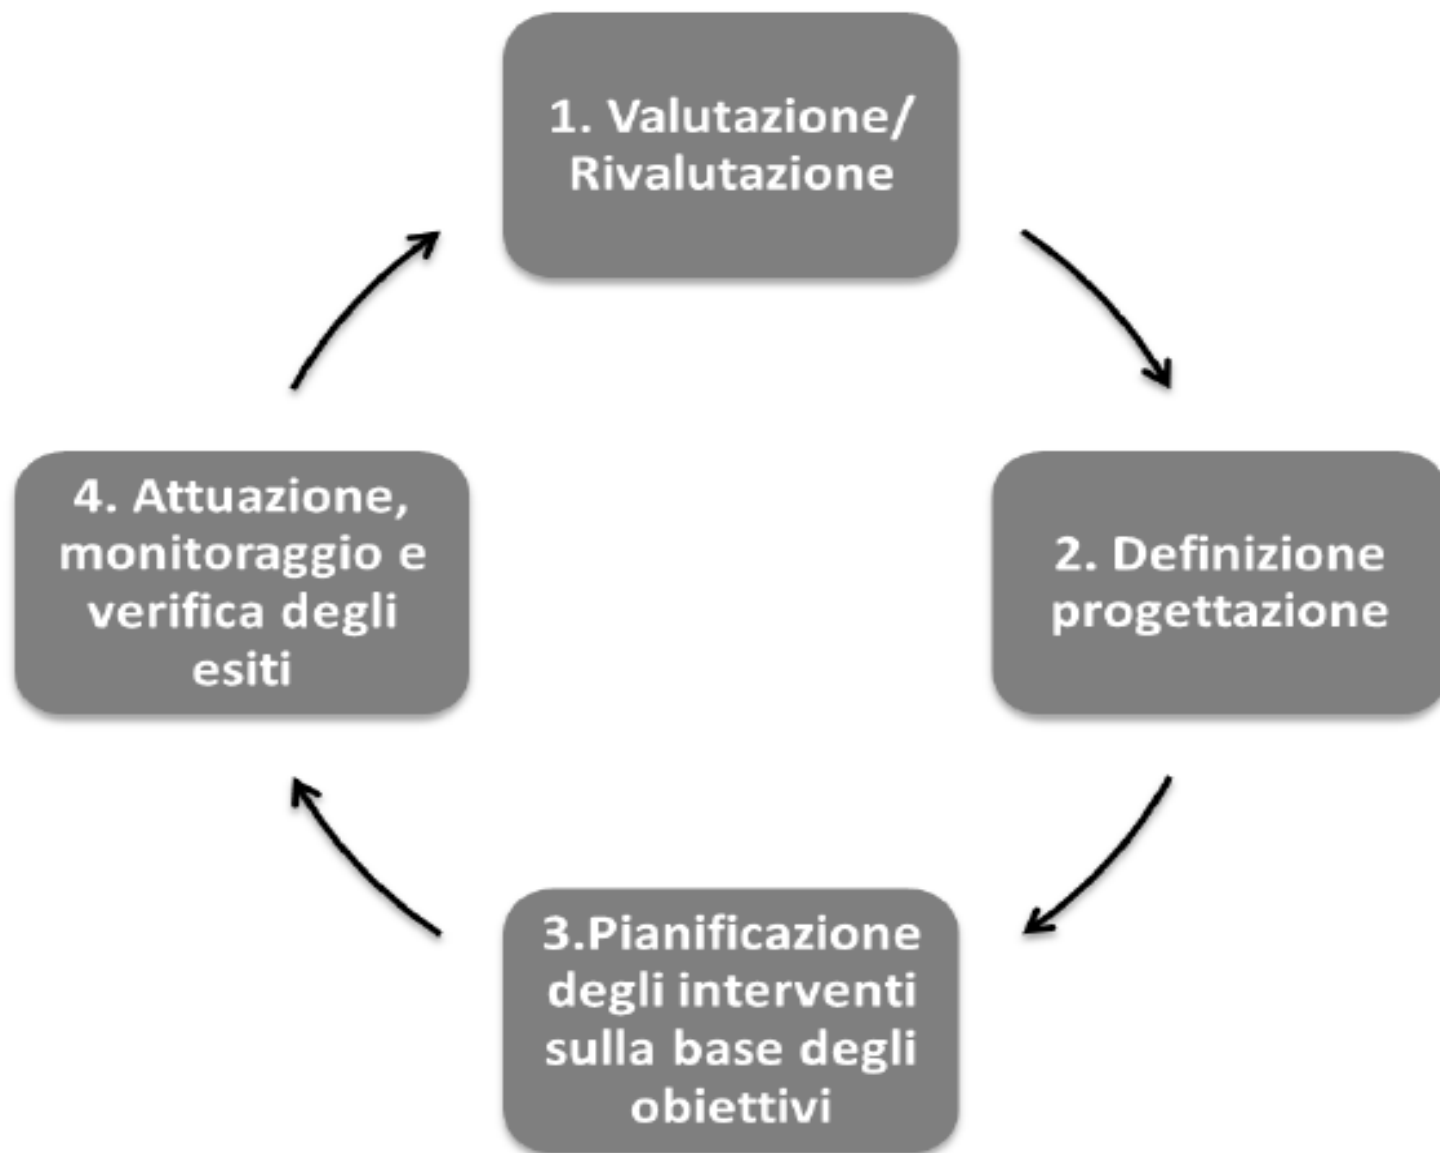 1. Valutazione/
Rivalutazione
2. Definizione
progettazione
3.Pianificazione
degli interventi
sulla base degli
obiettivi
4. Attuazione,
monitoraggio e
verifica degli
esiti